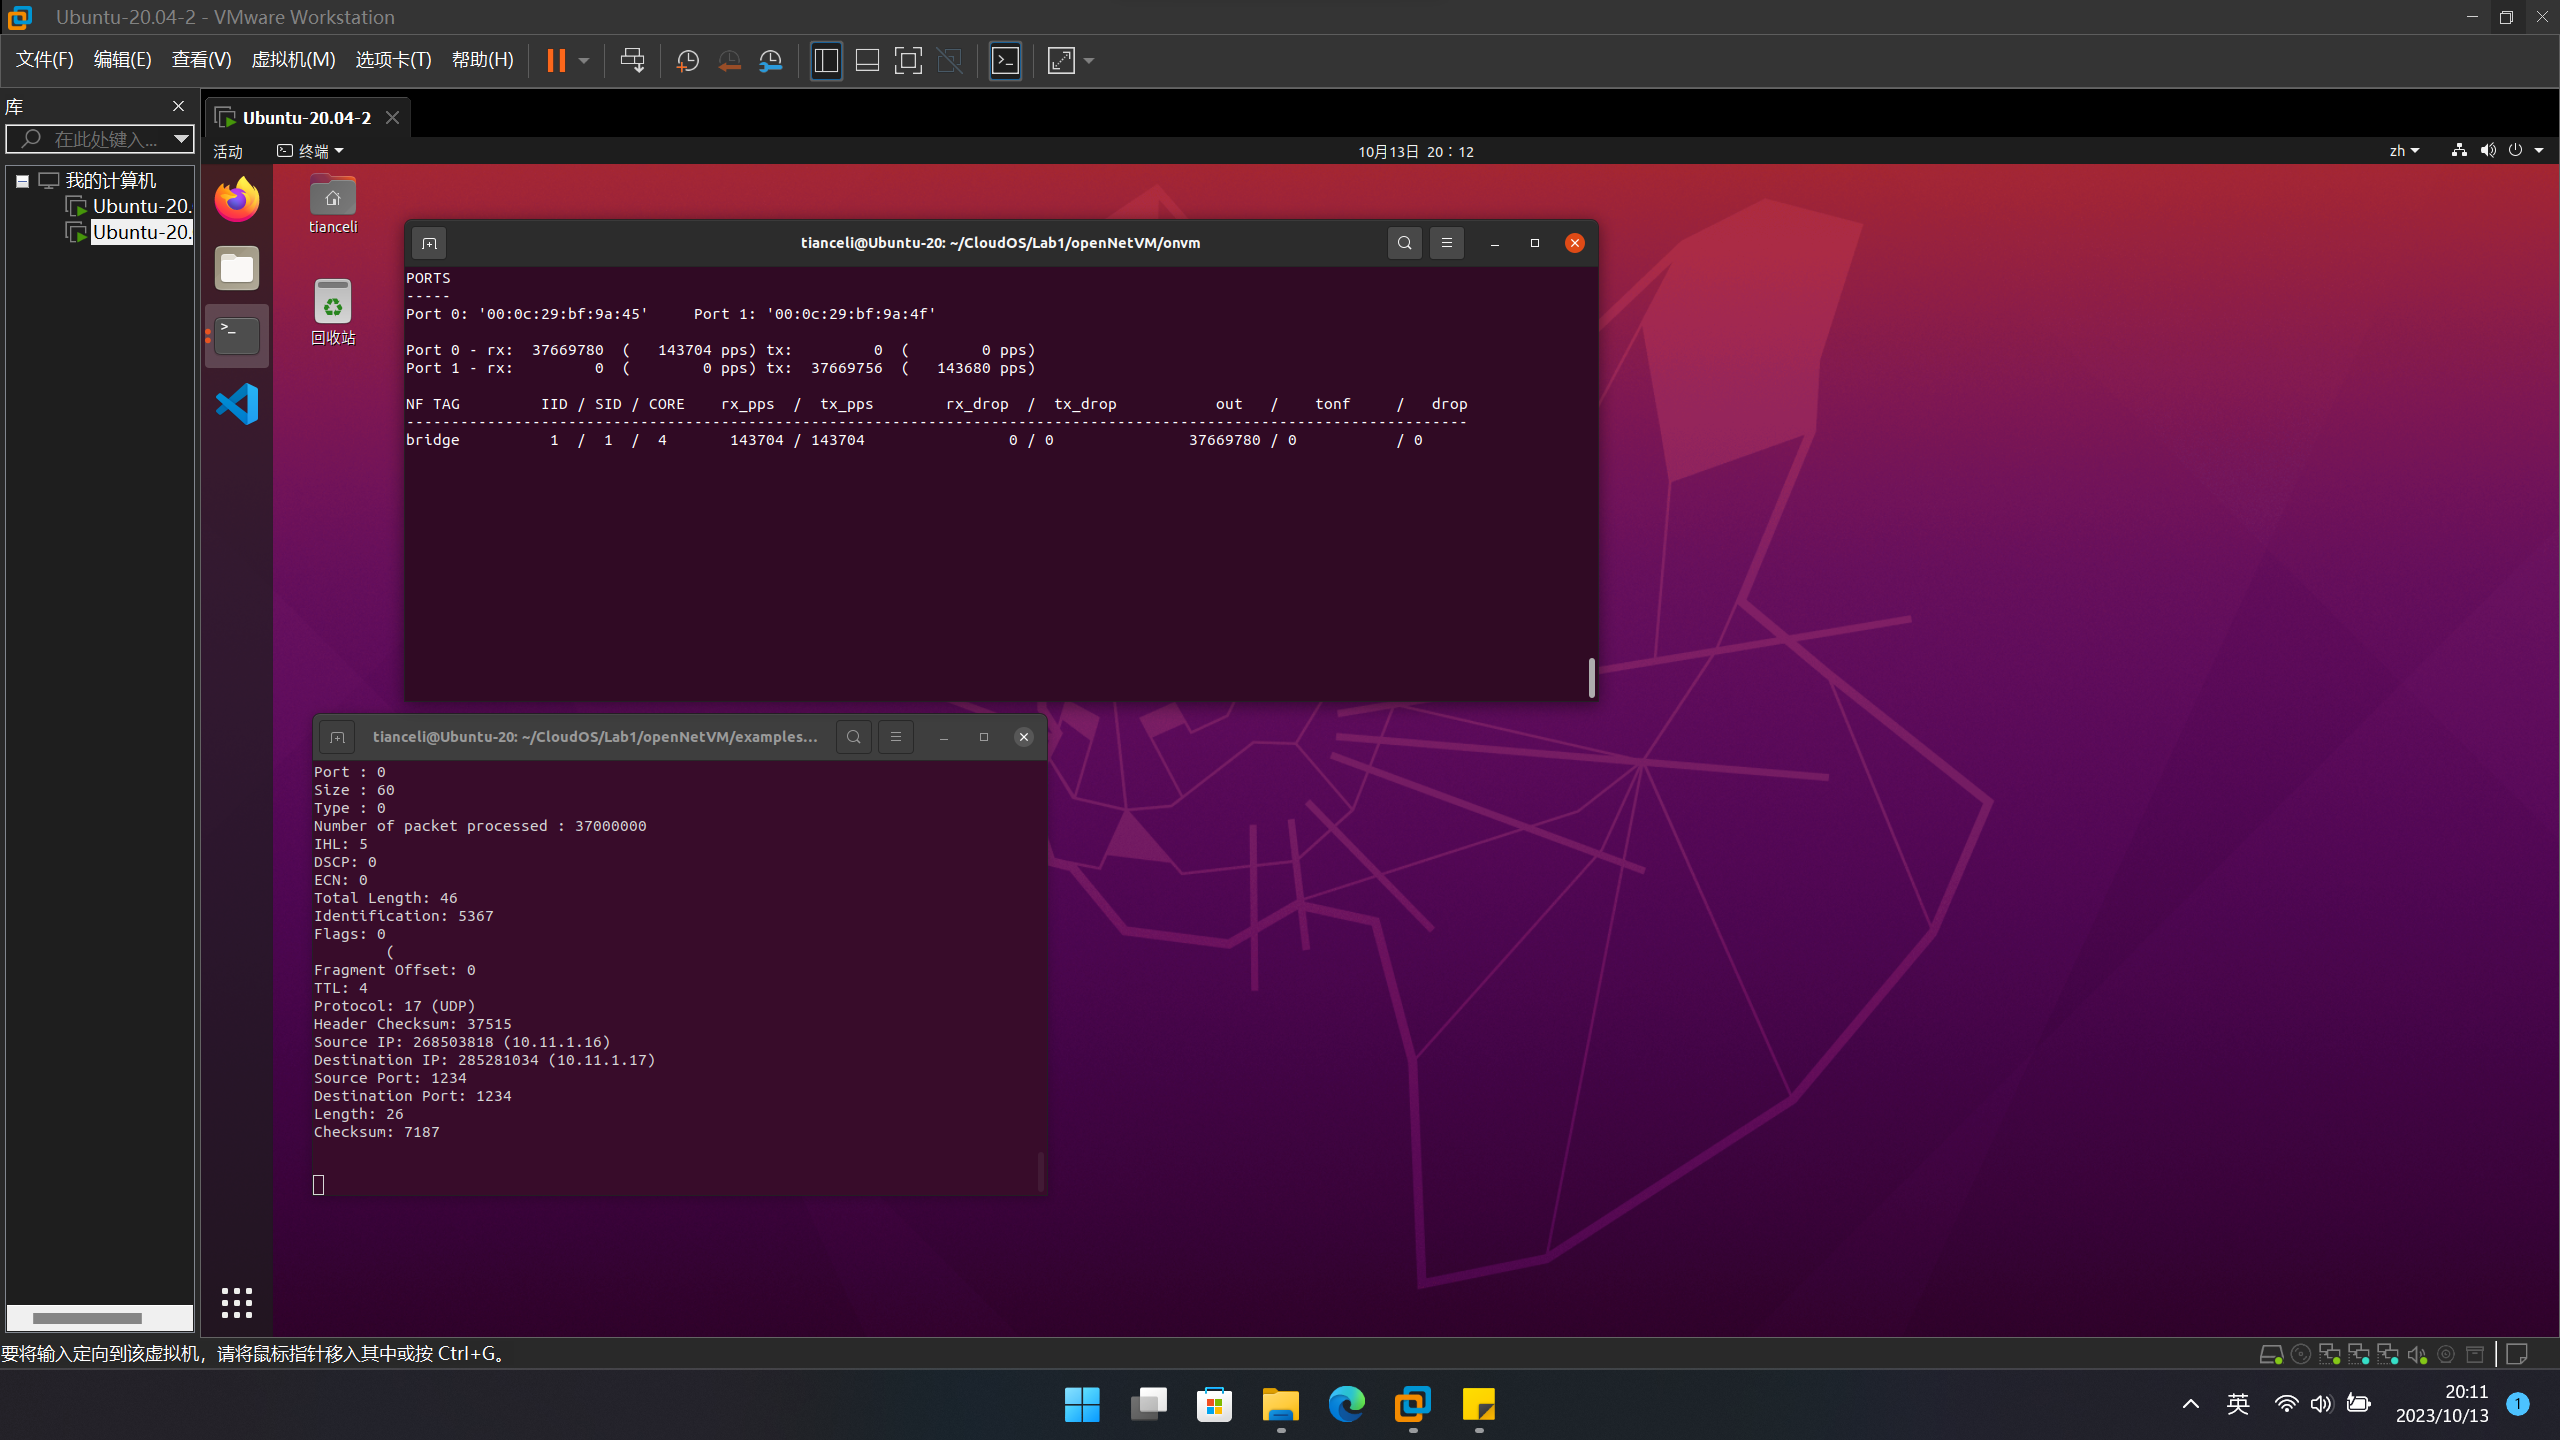 Ubuntu-20.04-2 - VMware Workstation
文件(F) 编辑(E) 查看(V) 虚拟机(M) 选项卡(T) 帮助(H)
库
在此处键入...
我的计算机
Ubuntu-20.
Ubuntu-20.
Ubuntu-20.04-2
活动 终端 10月13日 20：12 zh
tianceli
回收站
tianceli@Ubuntu-20: ~/CloudOS/Lab1/openNetVM/onvm
PORTS
-----
Port 0: '00:0c:29:bf:9a:45' Port 1: '00:0c:29:bf:9a:4f'
Port 0 - rx: 37669780 ( 143704 pps) tx: 0 ( 0 pps)
Port 1 - rx: 0 ( 0 pps) tx: 37669756 ( 143680 pps)
NF TAG IID / SID / CORE rx_pps / tx_pps rx_drop / tx_drop out / tonf / drop
----------------------------------------------------------------------------------------------------------------------
bridge 1 / 1 / 4 143704 / 143704 0 / 0 37669780 / 0 / 0
tianceli@Ubuntu-20: ~/CloudOS/Lab1/openNetVM/examples...
Port : 0
Size : 60
Type : 0
Number of packet processed : 37000000
IHL: 5
DSCP: 0
ECN: 0
Total Length: 46
Identification: 5367
Flags: 0
(
Fragment Offset: 0
TTL: 4
Protocol: 17 (UDP)
Header Checksum: 37515
Source IP: 268503818 (10.11.1.16)
Destination IP: 285281034 (10.11.1.17)
Source Port: 1234
Destination Port: 1234
Length: 26
Checksum: 7187
要将输入定向到该虚拟机，请将鼠标指针移入其中或按 Ctrl+G。
英
20:11
2023/10/13
1